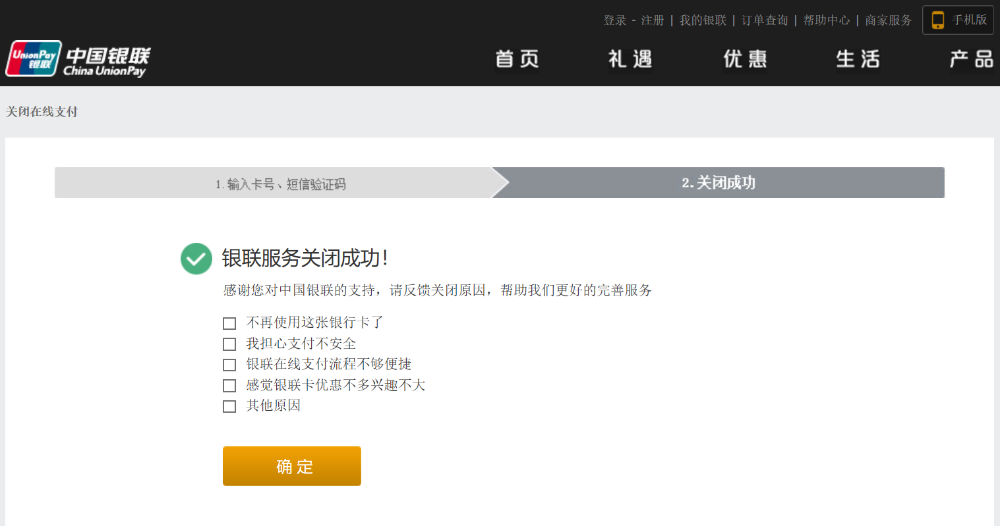 登录 - 注册 | 我的银联 | 订单查询 | 帮助中心 | 商家服务 手机版
UnionPay 银联 中国银联 China UnionPay
首页 礼遇 优惠 生活 产品
关闭在线支付
1. 输入卡号、短信验证码 2. 关闭成功
银联服务关闭成功！
感谢您对中国银联的支持，请反馈关闭原因，帮助我们更好的完善服务
不再使用这张银行卡了
我担心支付不安全
银联在线支付流程不够便捷
感觉银联卡优惠不多兴趣不大
其他原因
确定